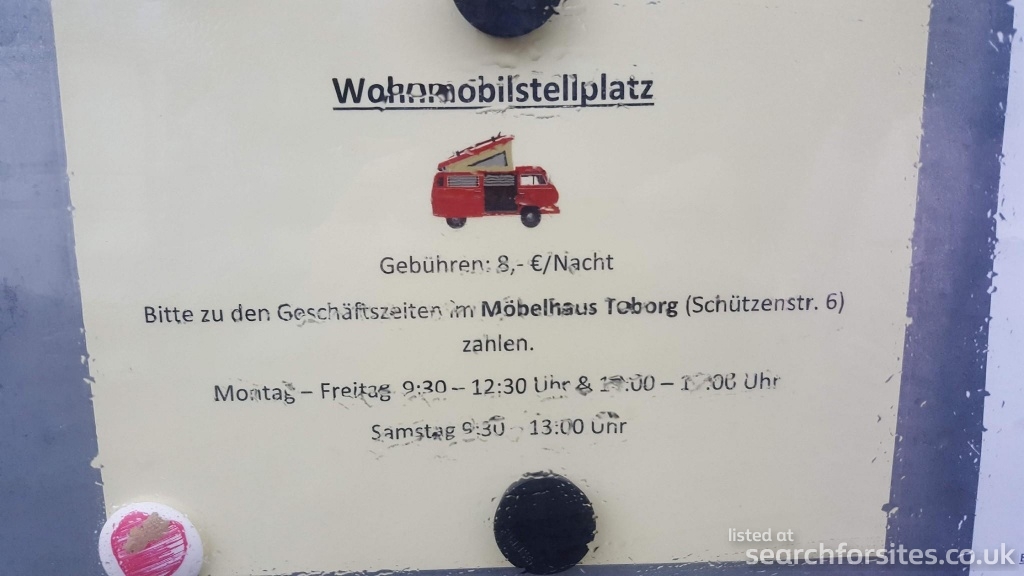 Wohnmobilstellplatz
Gebühren: 8,- €/Nacht
Bitte zu den Geschäftszeiten im Möbelhaus Toborg (Schützenstr. 6)
zahlen.
Montag – Freitag 9:30 – 12:30 Uhr & – Uhr
Samstag 9:30 – 13:00 Uhr
listed at
searchforsites.co.uk